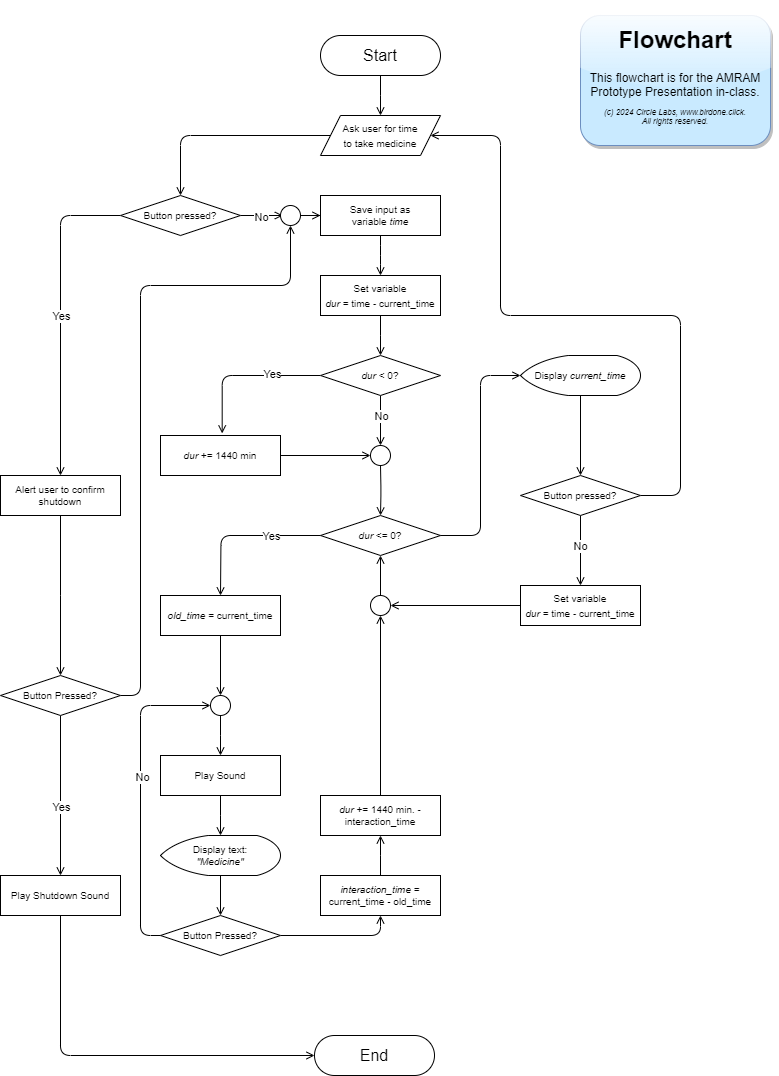 Flowchart
This flowchart is for the AMRAM
Prototype Presentation in-class.
(c) 2024 Circle Labs, www.birdone.click.
All rights reserved.
Start
Ask user for time
to take medicine
Button pressed?
No
Save input as
variable time
Yes
Set variable
dur = time - current_time
Yes
dur < 0?
Display current_time
No
dur += 1440 min
Alert user to confirm
shutdown
Button pressed?
Yes
dur <= 0?
No
old_time = current_time
Set variable
dur = time - current_time
Button Pressed?
No
Play Sound
Yes
dur += 1440 min. -
interaction_time
Display text:
"Medicine"
Play Shutdown Sound
interaction_time =
current_time - old_time
Button Pressed?
End